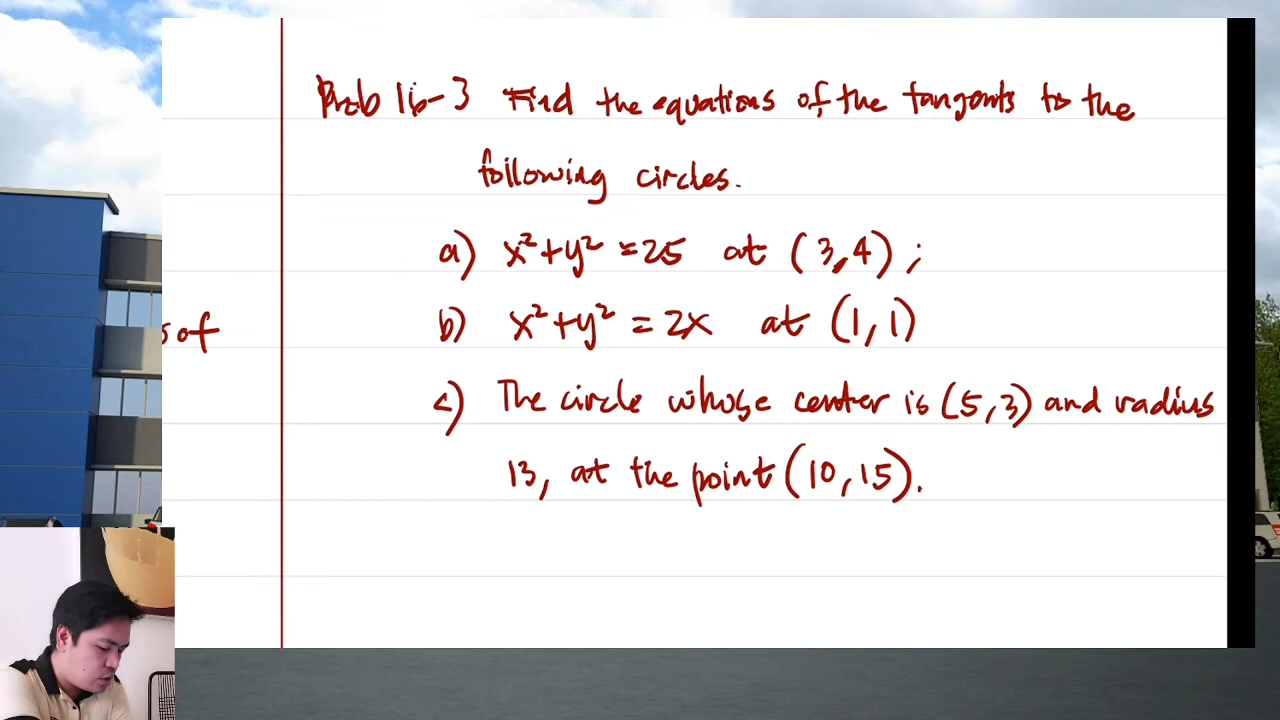 Prob 16-3 Find the equations of the tangents to the
following circles.
a) x²+y² = 25 at (3,4) ;
of
b) x²+y² = 2x at (1,1)
c) The circle whose center is (5,3) and radius
13, at the point (10,15).